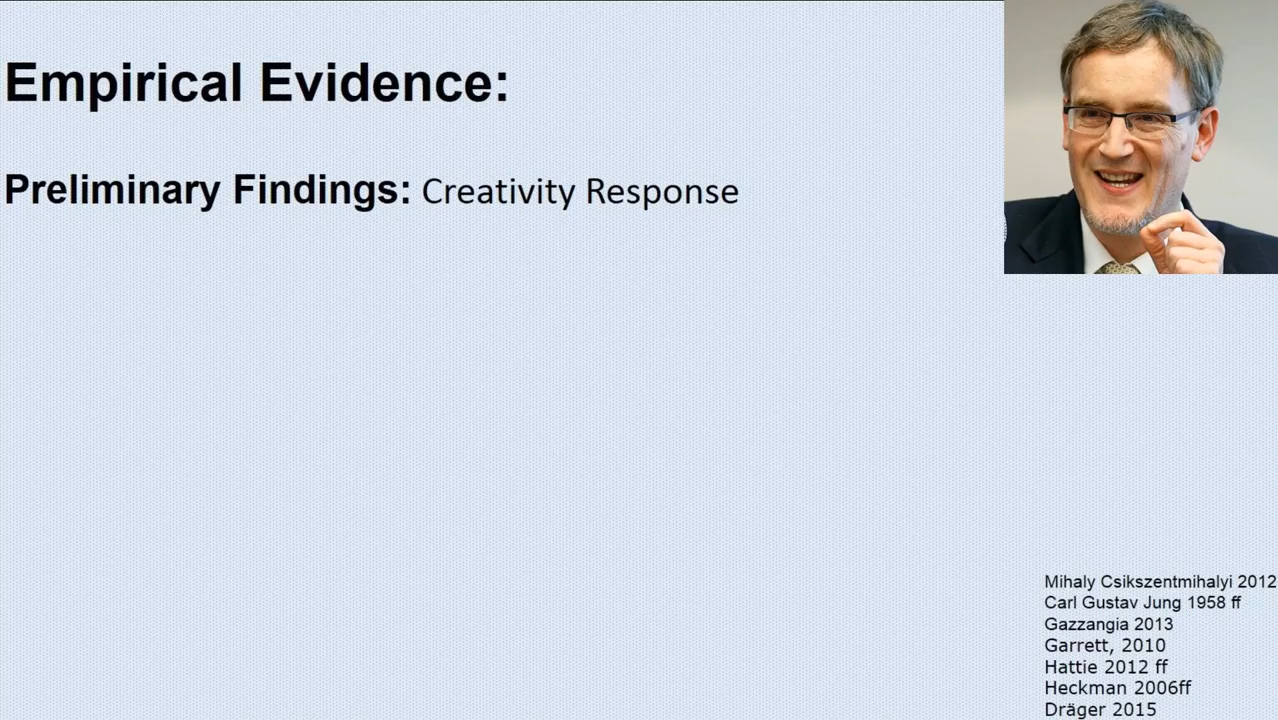 Empirical Evidence:
Preliminary Findings: Creativity Response
Mihaly Csikszentmihalyi 2012
Carl Gustav Jung 1958 ff
Gazzangia 2013
Garrett, 2010
Hattie 2012 ff
Heckman 2006ff
Dräger 2015